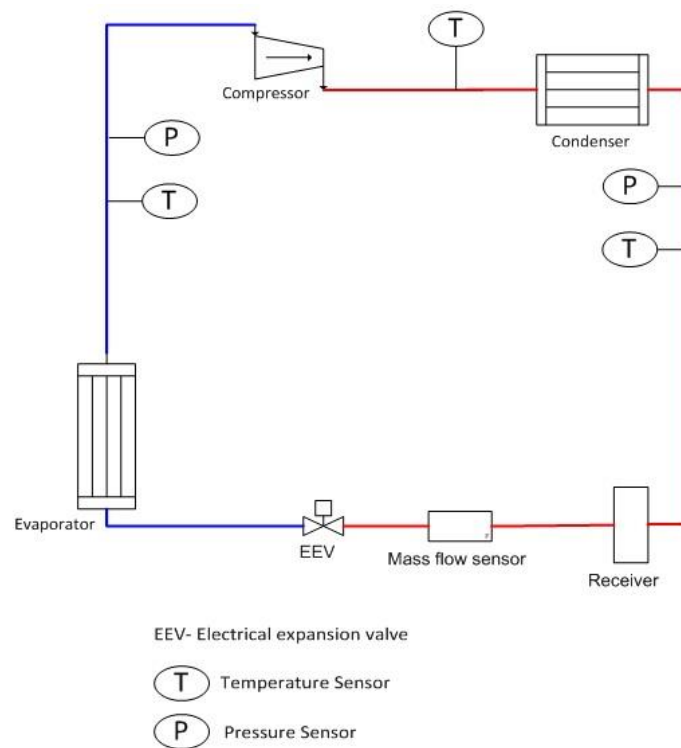 T
Compressor
Condenser
P
P
T
T
Evaporator
EEV
Mass flow sensor
Receiver
EEV- Electrical expansion valve
T Temperature Sensor
P Pressure Sensor